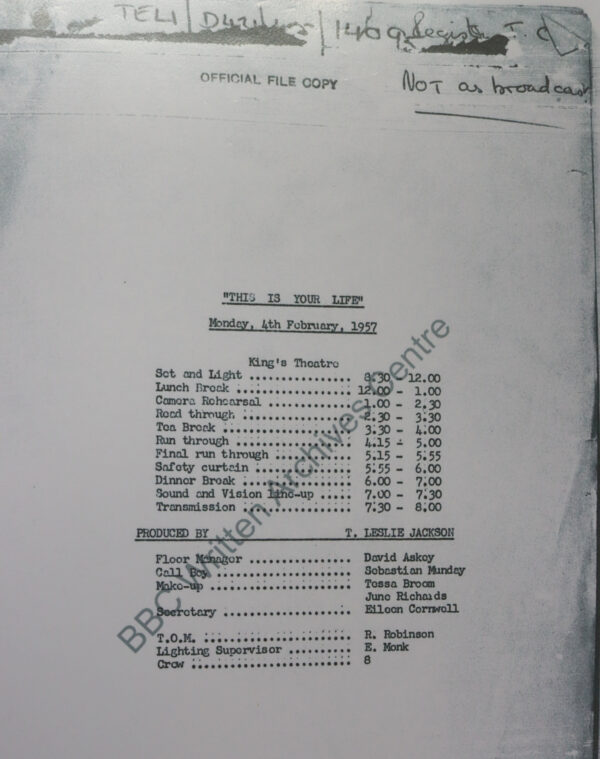 TELI
OFFICIAL FILE COPY
NOT as broadcast
"THIS IS YOUR LIFE"
Monday, 4th February, 1957
King's Theatre
Set and Light .................. 8.30 - 12.00
Lunch Break .................. 12.00 - 1.00
Camera Rehearsal .................. 1.00 - 2.30
Read through .................. 2.30 - 3.30
Tea Break .................. 3.30 - 4.00
Run through .................. 4.15 - 5.00
Final run through .................. 5.15 - 5.55
Safety curtain .................. 5.55 - 6.00
Dinner Break .................. 6.00 - 7.00
Sound and Vision line-up ..... 7.00 - 7.30
Transmission .................. 7.30 - 8.00
PRODUCED BY T. LESLIE JACKSON
Floor Manager .................. David Askey
Call Boy .................. Sebastian Munday
Make-up .................. Tessa Broom
June Richards
Secretary .................. Eileen Cornwell
T.O.M. .................. R. Robinson
Lighting Supervisor .......... E. Monk
Crew .................. 8
BBC Written Archives Centre